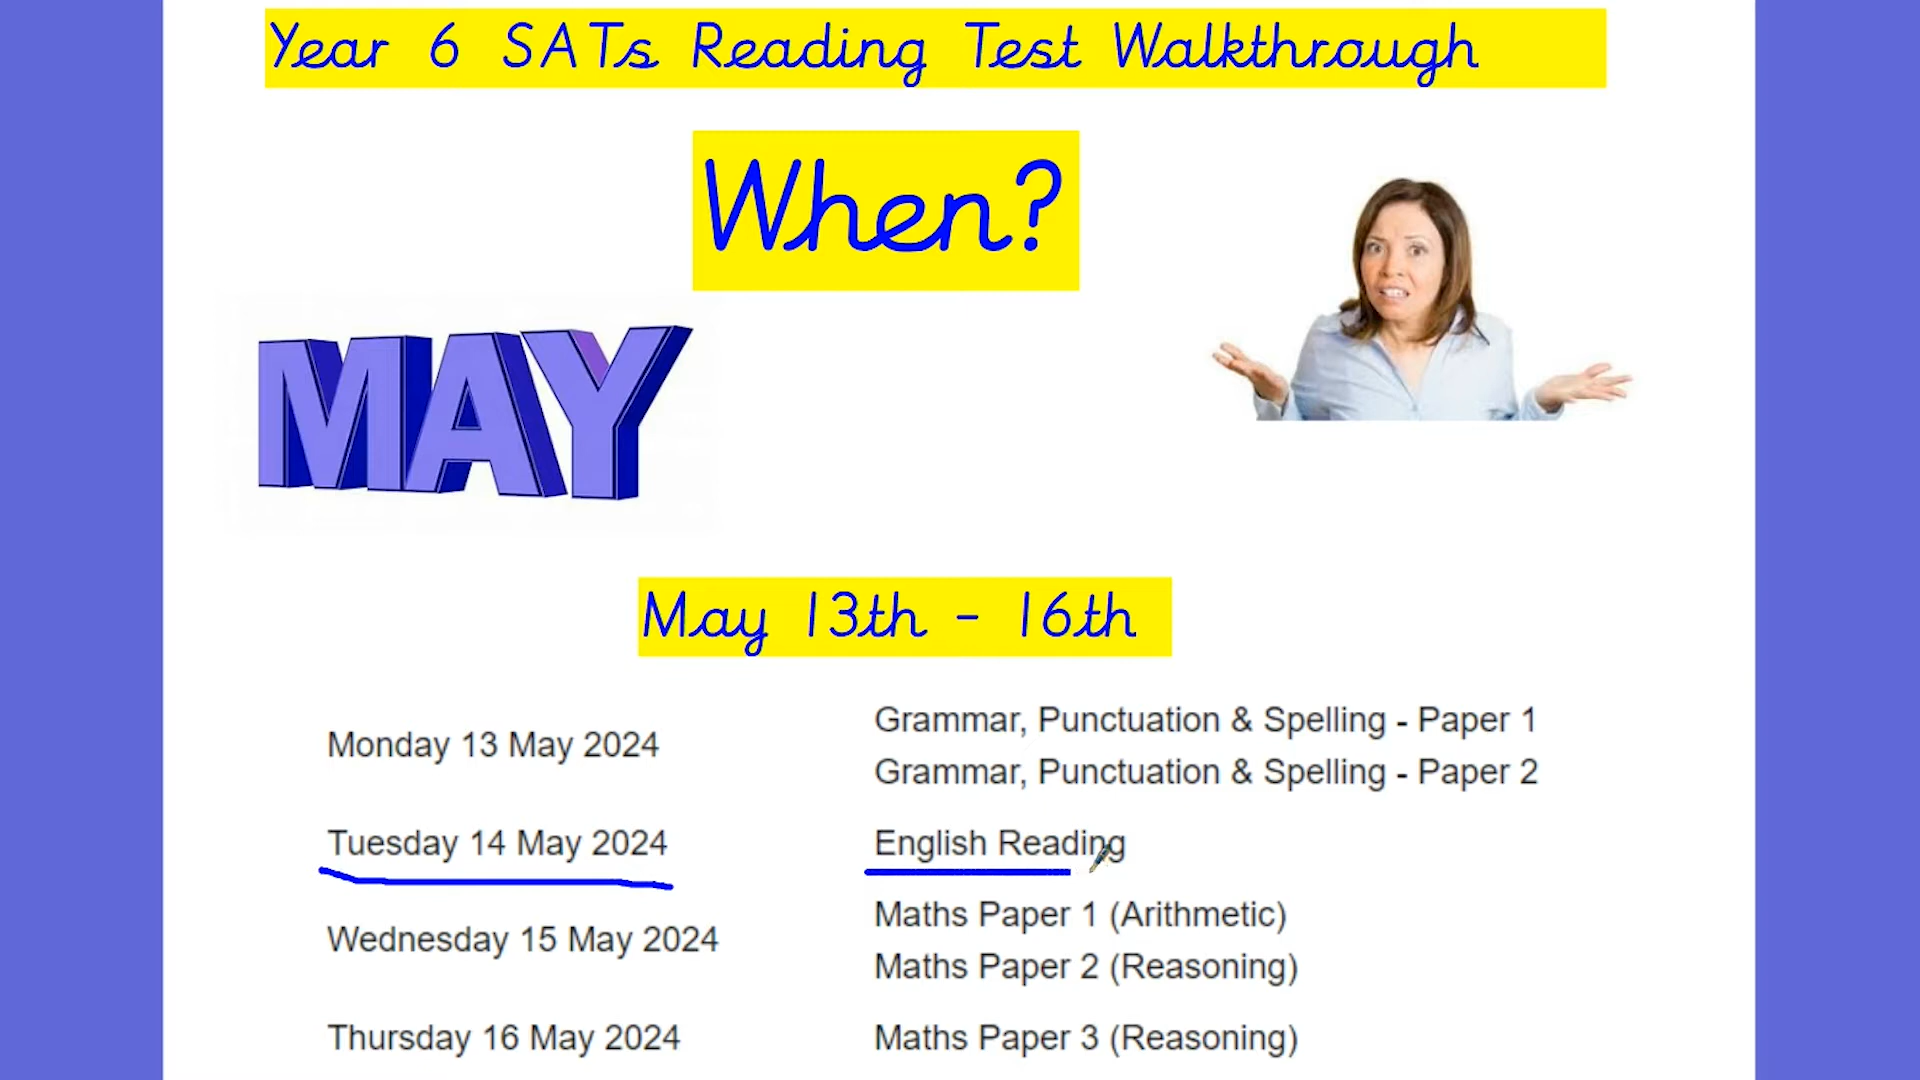 Year 6 SATs Reading Test Walkthrough
When?
MAY
May 13th - 16th
Monday 13 May 2024
Grammar, Punctuation & Spelling - Paper 1
Grammar, Punctuation & Spelling - Paper 2
Tuesday 14 May 2024
English Reading
Wednesday 15 May 2024
Maths Paper 1 (Arithmetic)
Maths Paper 2 (Reasoning)
Thursday 16 May 2024
Maths Paper 3 (Reasoning)